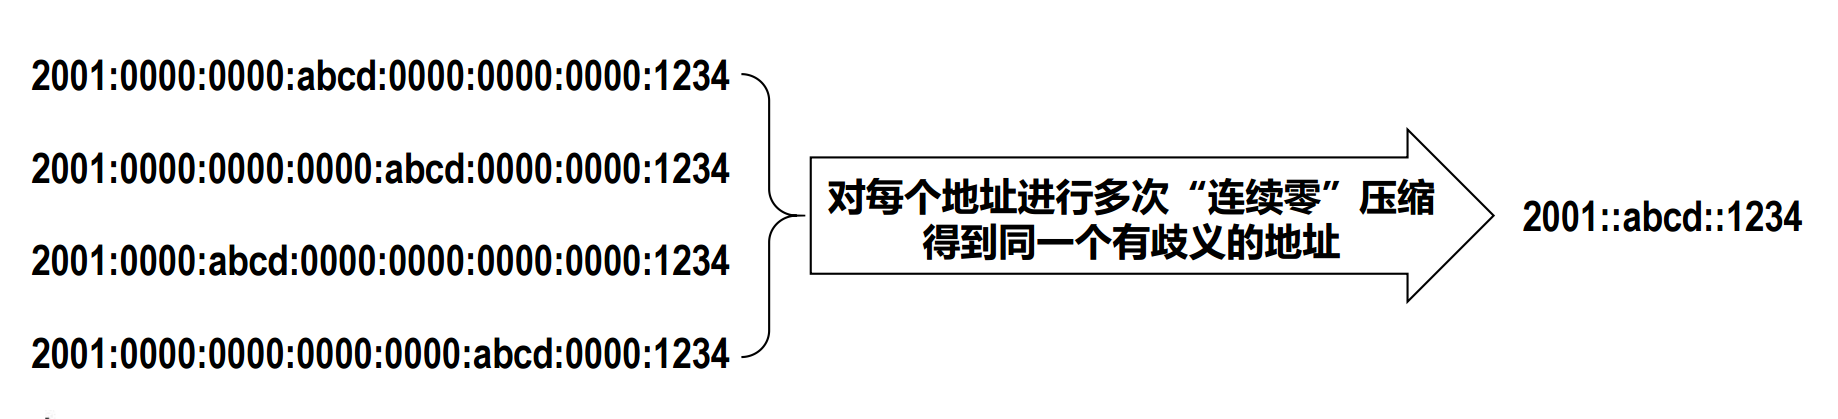 2001:0000:0000:abcd:0000:0000:0000:1234
2001:0000:0000:0000:abcd:0000:0000:1234
2001:0000:abcd:0000:0000:0000:0000:1234
2001:0000:0000:0000:0000:abcd:0000:1234
对每个地址进行多次“连续零”压缩
得到同一个有歧义的地址
2001::abcd::1234